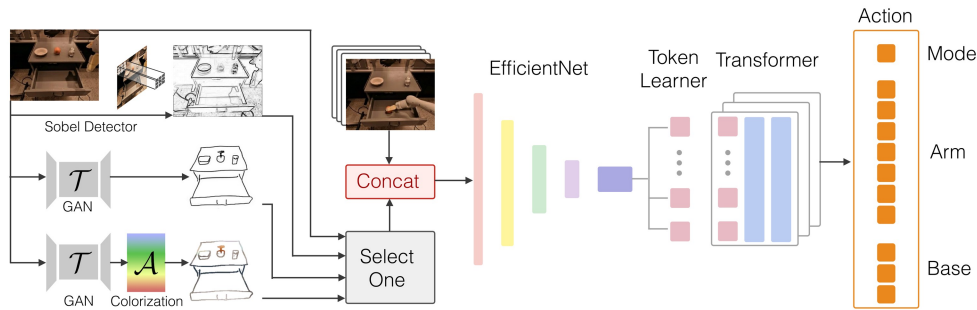 Action
Mode
Arm
Base
EfficientNet
Token
Learner
Transformer
Sobel Detector
Concat
T
GAN
Select
One
T
GAN
A
Colorization